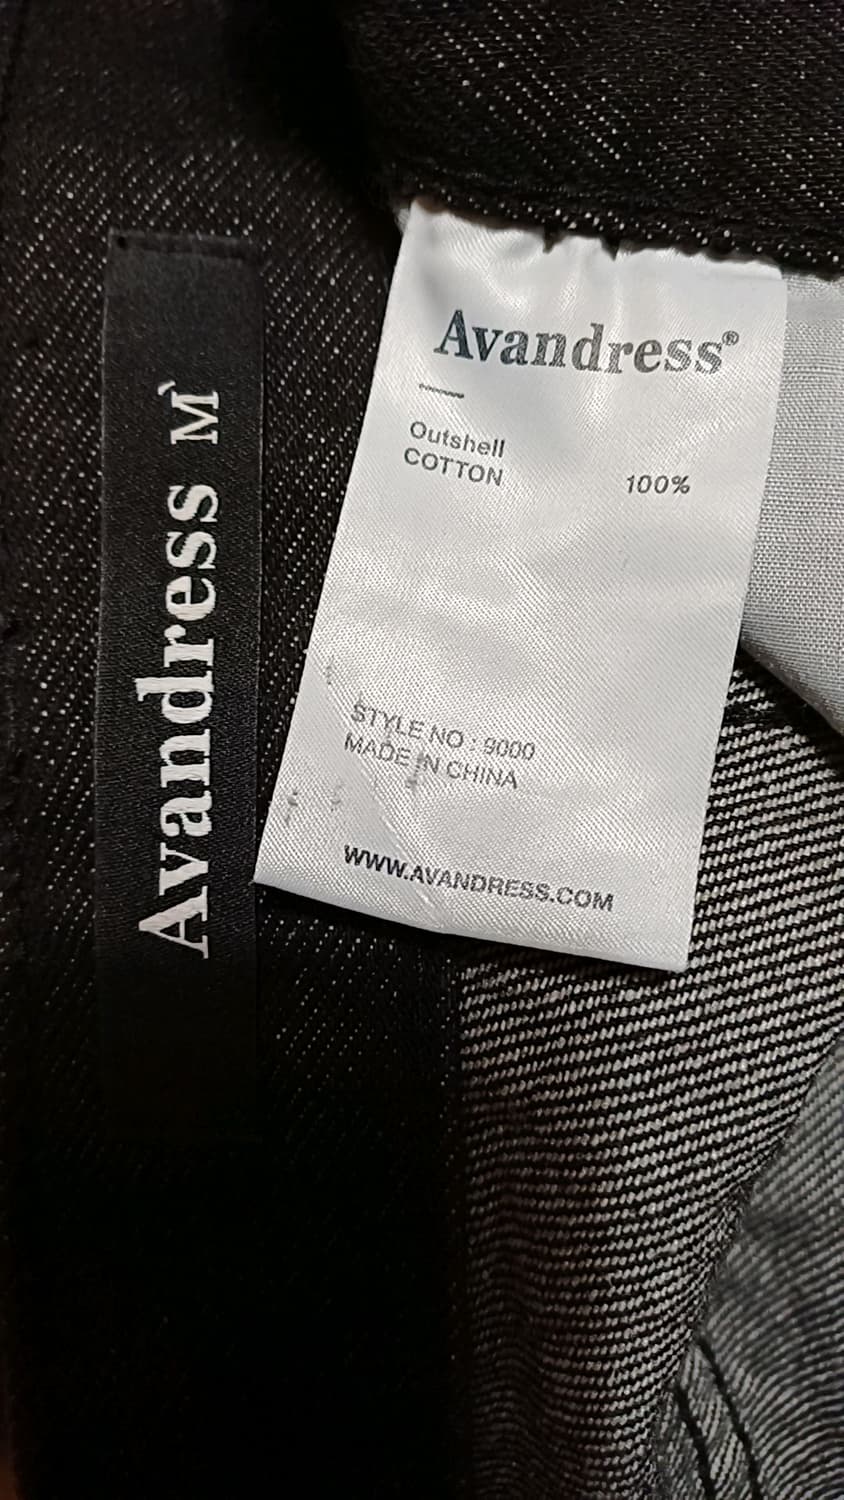 Avandress M
Avandress®
Outshell
COTTON 100%
STYLE NO : 9000
MADE IN CHINA
WWW.AVANDRESS.COM